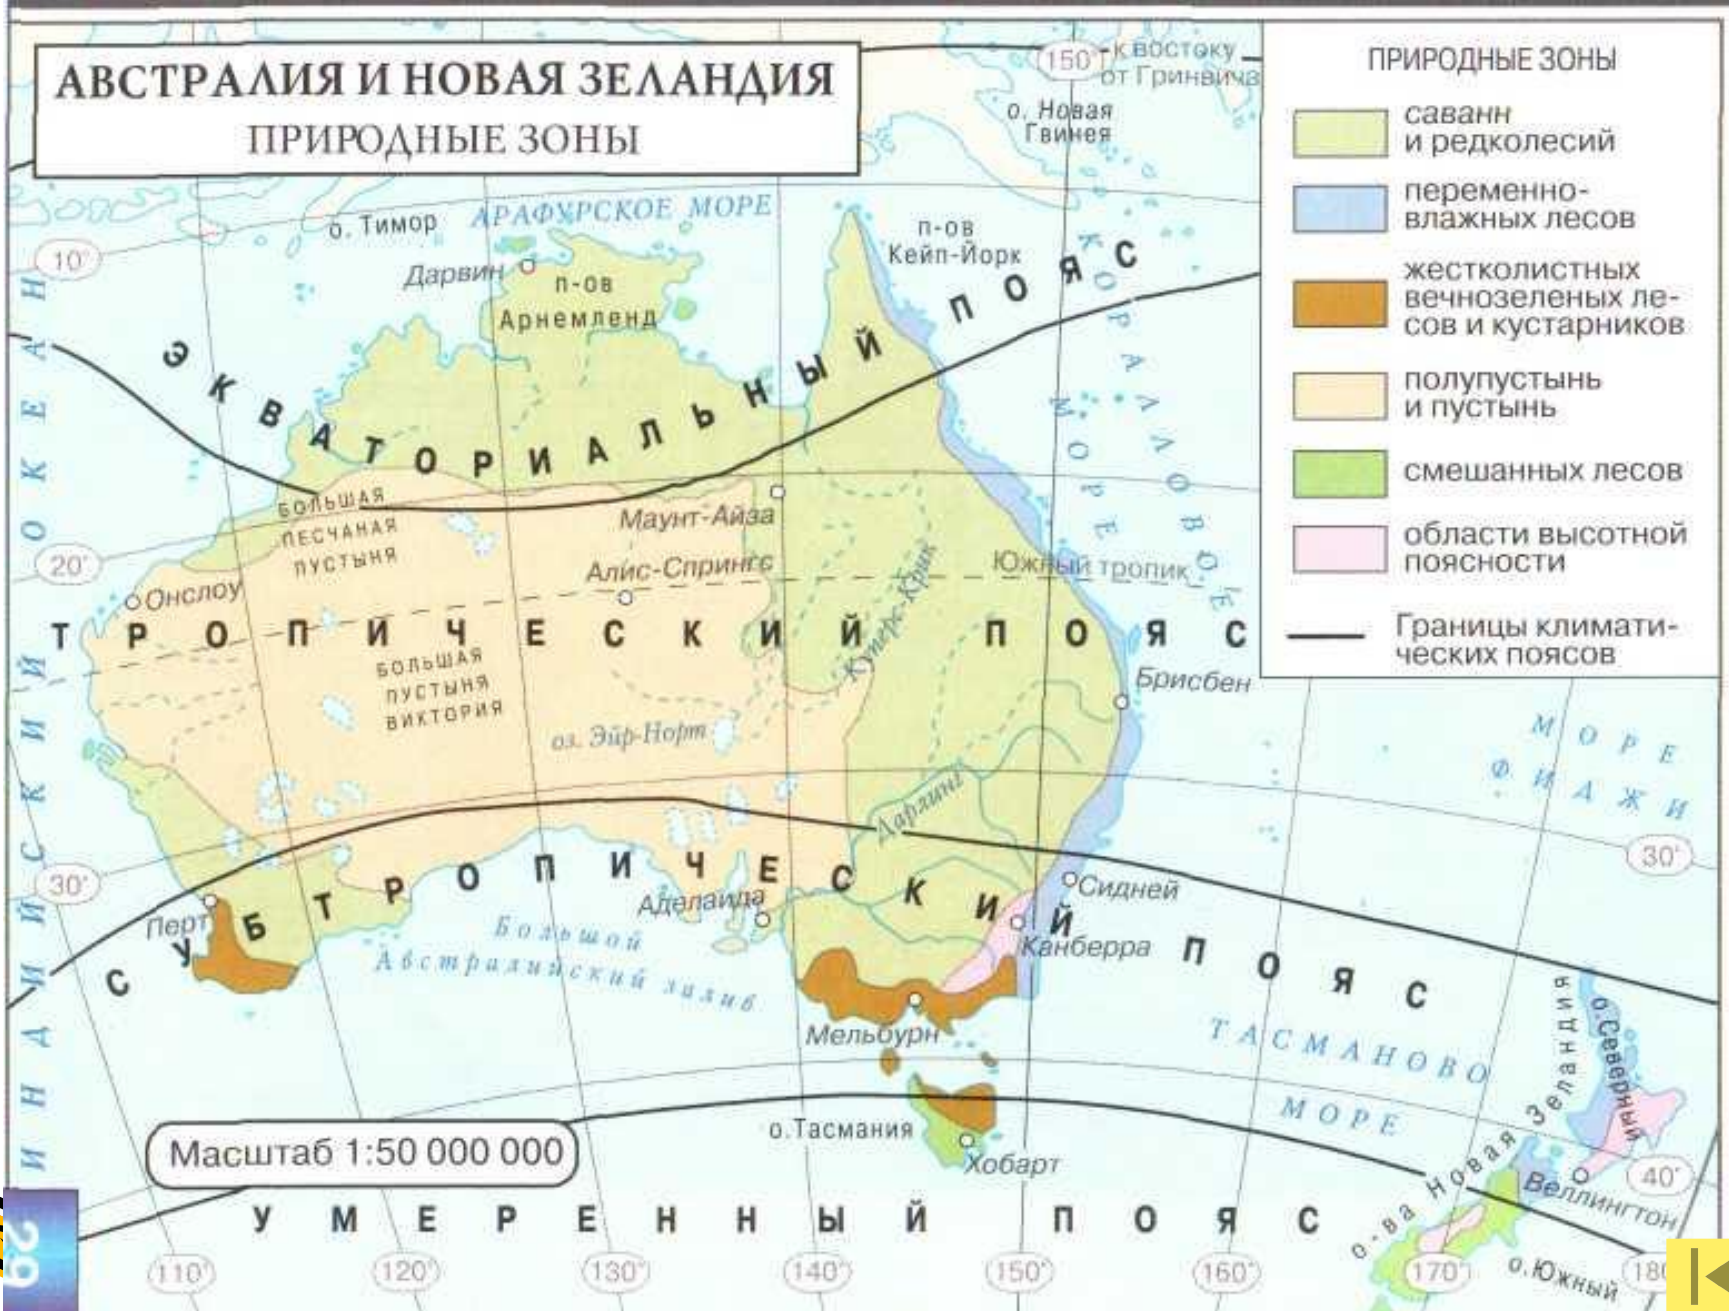 АВСТРАЛИЯ И НОВАЯ ЗЕЛАНДИЯ
ПРИРОДНЫЕ ЗОНЫ
150°
к востоку
от Гринвича
о. Новая
Гвинея
о. Тимор
АРАФУРСКОЕ МОРЕ
п-ов
Кейп-Йорк
10°
Дарвин
п-ов
Арнемленд
ЭКВАТОРИАЛЬНЫЙ ПОЯС
КОРАЛЛОВОЕ
МОРЕ
ИНДИЙСКИЙ ОКЕАН
БОЛЬШАЯ
ПЕСЧАНАЯ
ПУСТЫНЯ
Маунт-Айза
20°
Алис-Спрингс
Южный тропик
Онслоу
Куперс-Крик
ТРОПИЧЕСКИЙ ПОЯС
БОЛЬШАЯ
ПУСТЫНЯ
ВИКТОРИЯ
Брисбен
оз. Эйр-Норт
МОРЕ
ФИДЖИ
Дарлинг
30°
30°
Перт
Аделаида
Сидней
Канберра
СУБТРОПИЧЕСКИЙ ПОЯС
Большой
Австралийский залив
Мельбурн
ТАСМАНОВО
МОРЕ
о.Тасмания
Хобарт
о-ва Новая Зеландия
о.Северный
40°
Веллингтон
о.Южный
Масштаб 1:50 000 000
УМЕРЕННЫЙ ПОЯС
29
110°
120°
130°
140°
150°
160°
170°
180
ПРИРОДНЫЕ ЗОНЫ
саванн
и редколесий
переменно-
влажных лесов
жестколистных
вечнозеленых ле-
сов и кустарников
полупустынь
и пустынь
смешанных лесов
области высотной
поясности
Границы климати-
ческих поясов